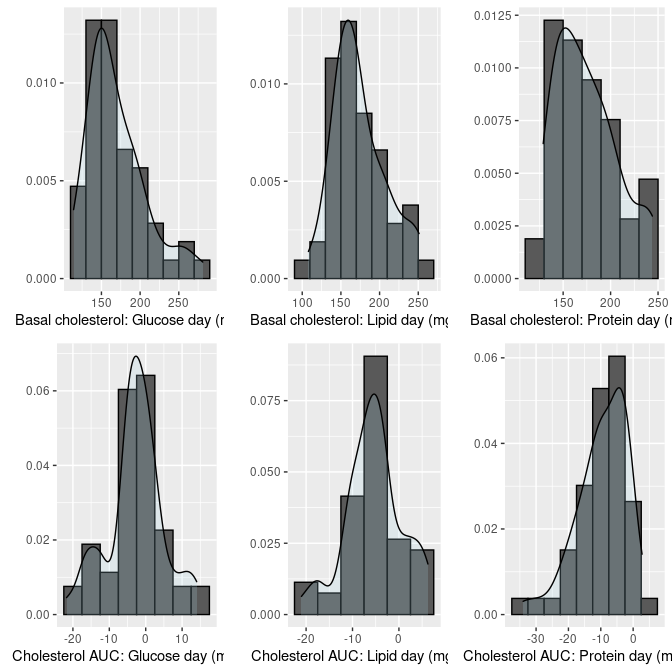 0.010
0.005
0.000
150 200 250
Basal cholesterol: Glucose day (
0.010
0.005
0.000
100 150 200 250
Basal cholesterol: Lipid day (mg
0.0125
0.0100
0.0075
0.0050
0.0025
0.0000
150 200 250
Basal cholesterol: Protein day (
0.06
0.04
0.02
0.00
-20 -10 0 10
Cholesterol AUC: Glucose day (
0.075
0.050
0.025
0.000
-20 -10 0
Cholesterol AUC: Lipid day (mg
0.06
0.04
0.02
0.00
-30 -20 -10 0
Cholesterol AUC: Protein day (m